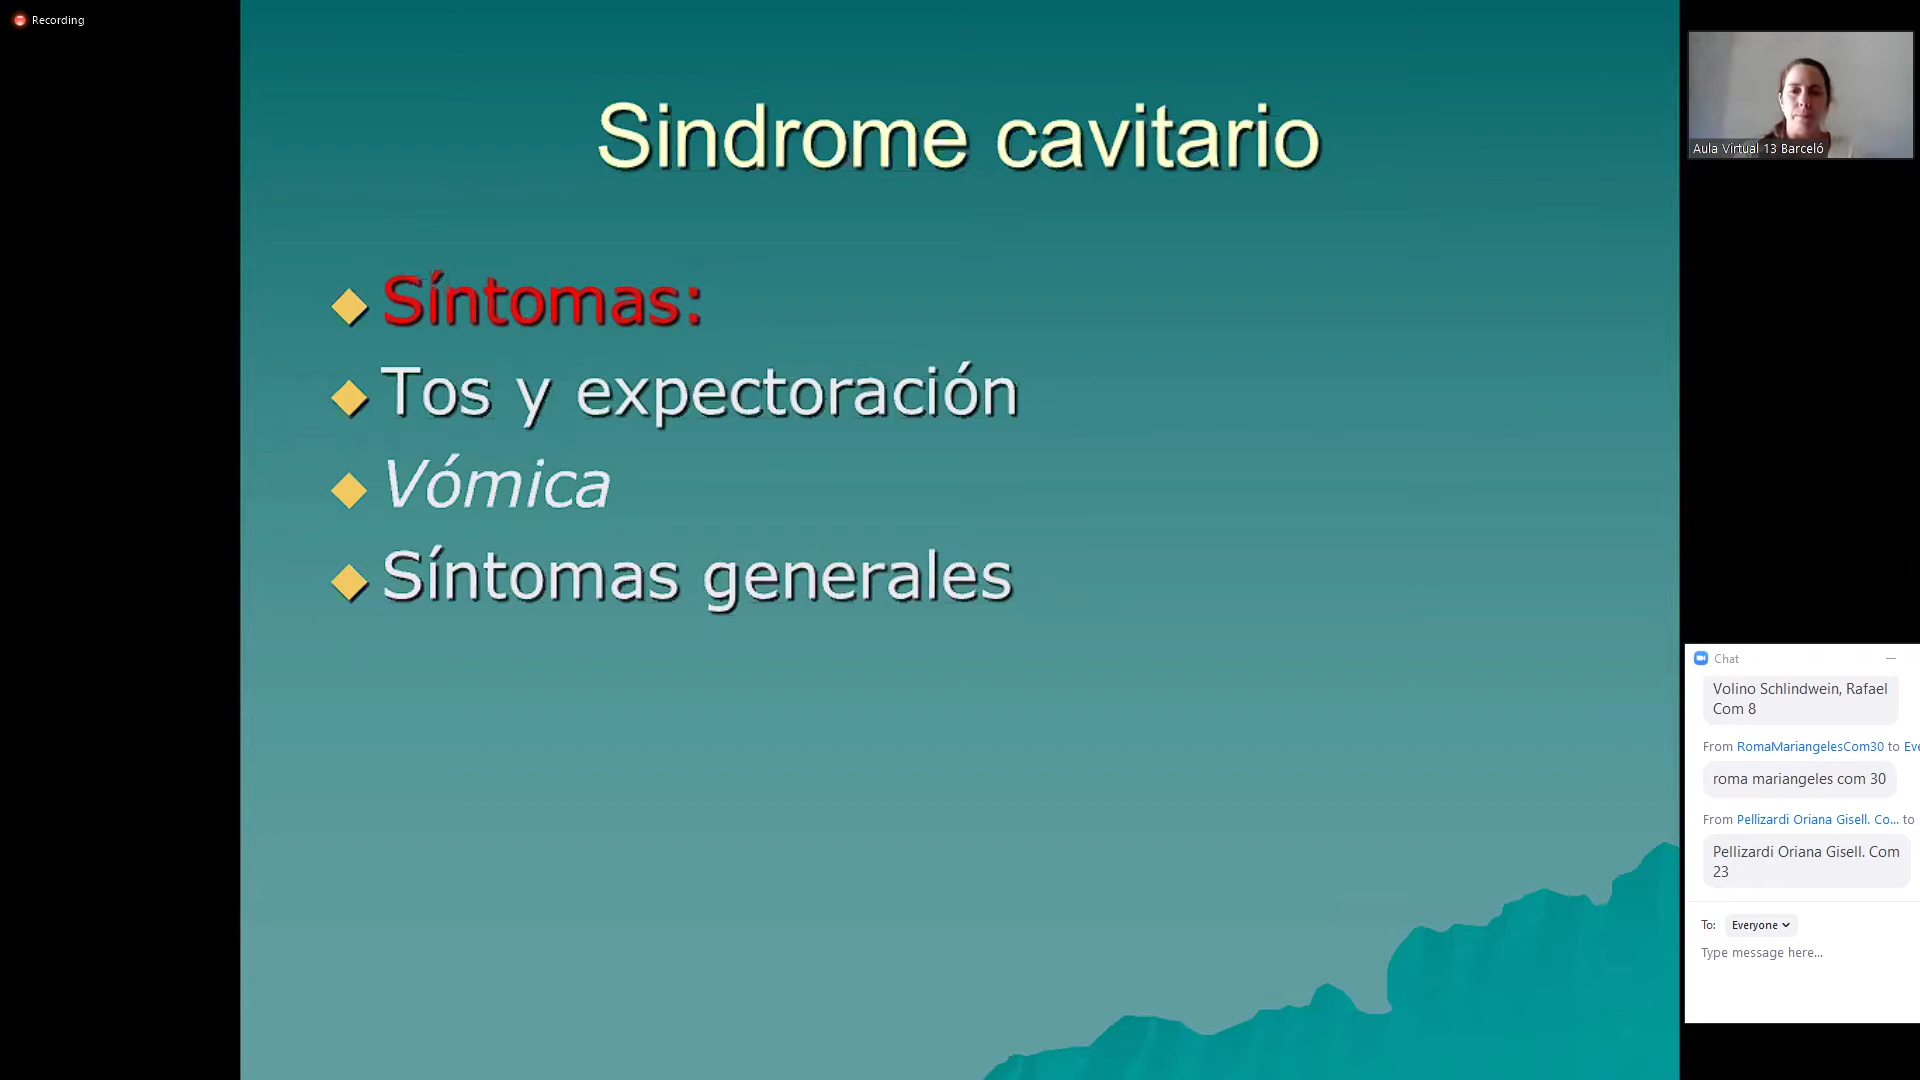 Recording
Sindrome cavitario
Síntomas:
Tos y expectoración
Vómica
Síntomas generales
Aula Virtual 13 Barceló
Chat
Volino Schlindwein, Rafael
Com 8
From RomaMariangelesCom30 to Eve
roma mariangeles com 30
From Pellizardi Oriana Gisell. Co... to
Pellizardi Oriana Gisell. Com
23
To: Everyone
Type message here...